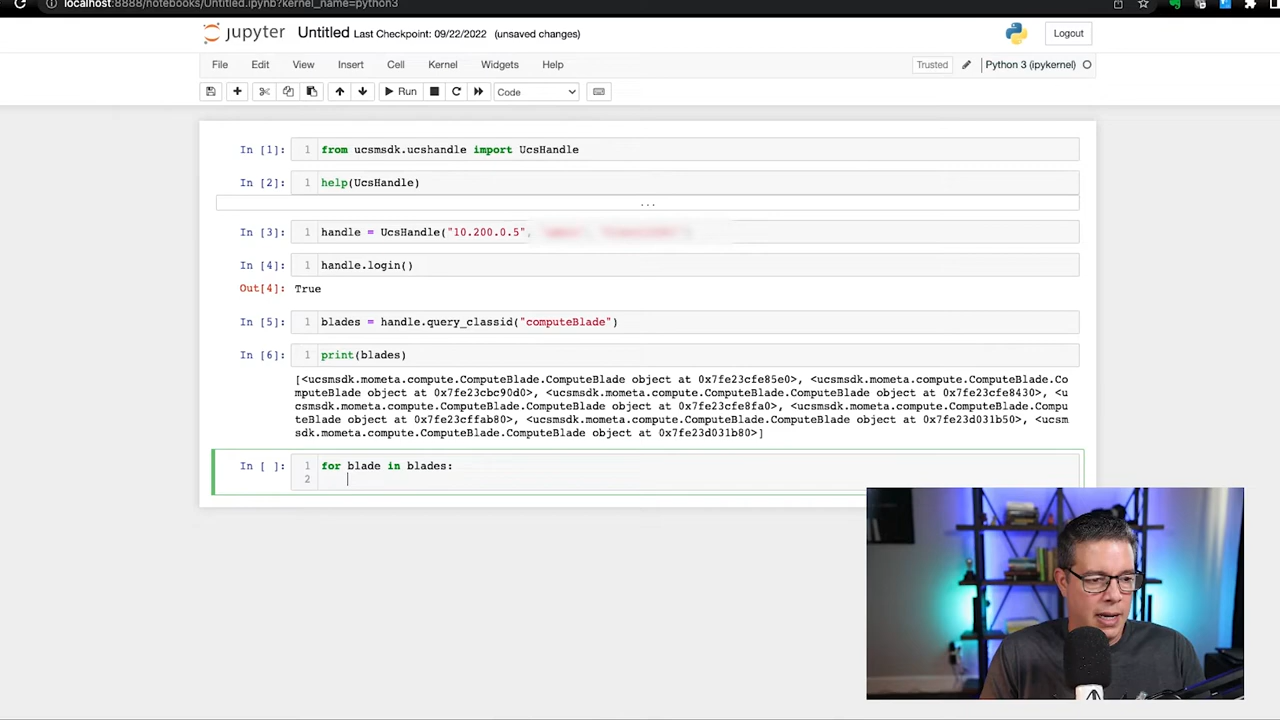 localhost:8888/notebooks/Untitled.ipynb?kernel_name=python3
jupyter Untitled Last Checkpoint: 09/22/2022 (unsaved changes)
Logout
File Edit View Insert Cell Kernel Widgets Help
Trusted Python 3 (ipykernel)
Run Code
In [1]: 1 from ucsmsdk.ucshandle import UcsHandle
In [2]: 1 help(UcsHandle)
...
In [3]: 1 handle = UcsHandle("10.200.0.5",
In [4]: 1 handle.login()
Out[4]: True
In [5]: 1 blades = handle.query_classid("computeBlade")
In [6]: 1 print(blades)
[<ucsmsdk.mometa.compute.ComputeBlade.ComputeBlade object at 0x7fe23cfe85e0>, <ucsmsdk.mometa.compute.ComputeBlade.Co
mputeBlade object at 0x7fe23cbc90d0>, <ucsmsdk.mometa.compute.ComputeBlade.ComputeBlade object at 0x7fe23cfe8430>, <u
csmsdk.mometa.compute.ComputeBlade.ComputeBlade object at 0x7fe23cfe8fa0>, <ucsmsdk.mometa.compute.ComputeBlade.Compu
teBlade object at 0x7fe23cffab80>, <ucsmsdk.mometa.compute.ComputeBlade.ComputeBlade object at 0x7fe23d031b50>, <ucsm
sdk.mometa.compute.ComputeBlade.ComputeBlade object at 0x7fe23d031b80>]
In [ ]: 1 for blade in blades:
2